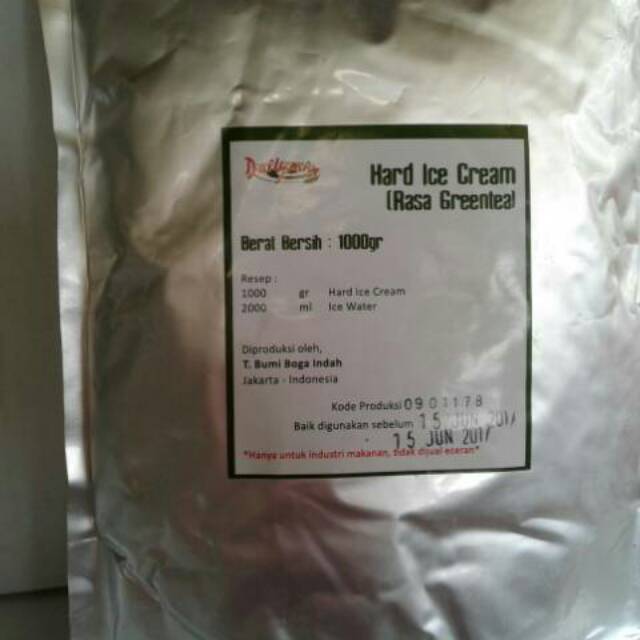 Hard Ice Cream
(Rasa Greentea)
Berat Bersih : 1000gr
Resep :
1000 gr Hard Ice Cream
2000 ml Ice Water
Diproduksi oleh,
T. Bumi Boga Indah
Jakarta - Indonesia
Kode Produksi 0901178
Baik digunakan sebelum 15 JUN 2017
15 JUN 2017
*Hanya untuk industri makanan, tidak dijual eceran*